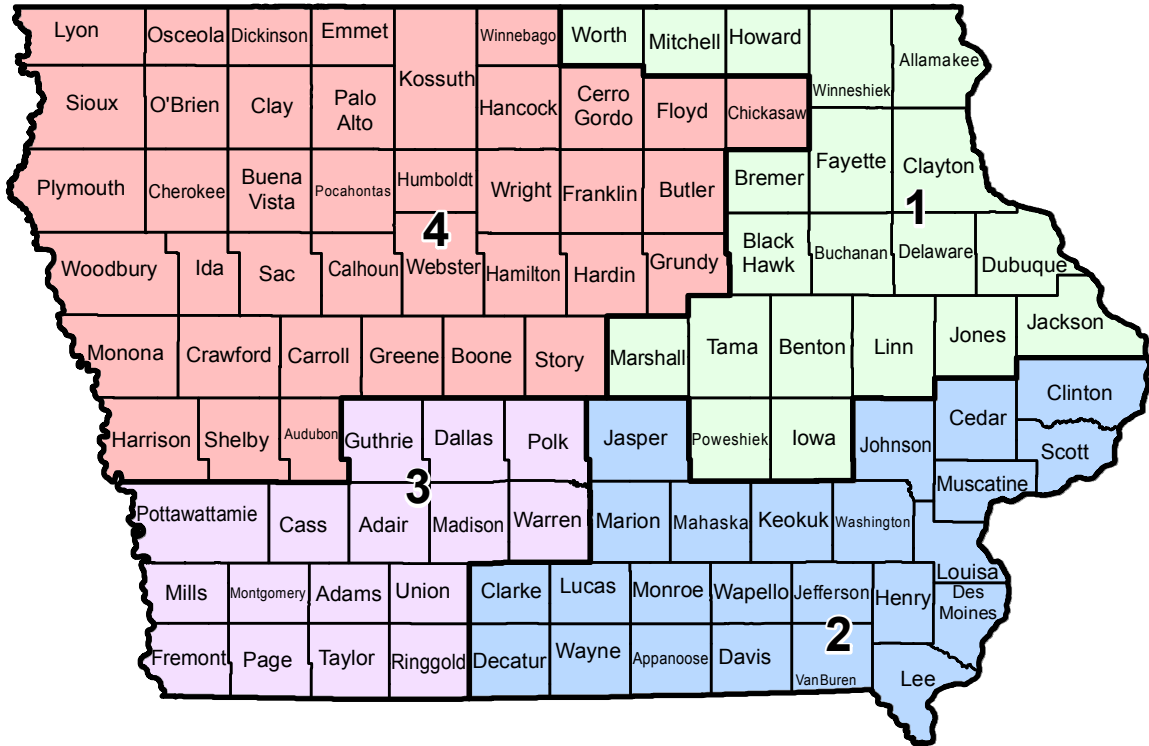 Lyon
Osceola
Dickinson
Emmet
Kossuth
Winnebago
Worth
Mitchell
Howard
Winneshiek
Allamakee
Sioux
O'Brien
Clay
Palo
Alto
Hancock
Cerro
Gordo
Floyd
Chickasaw
Fayette
Clayton
Plymouth
Cherokee
Buena
Vista
Pocahontas
Humboldt
Wright
Franklin
Butler
Bremer
1
4
Woodbury
Ida
Sac
Calhoun
Webster
Hamilton
Hardin
Grundy
Black
Hawk
Buchanan
Delaware
Dubuque
Monona
Crawford
Carroll
Greene
Boone
Story
Marshall
Tama
Benton
Linn
Jones
Jackson
Harrison
Shelby
Audubon
Guthrie
Dallas
Polk
Jasper
Poweshiek
Iowa
Johnson
Cedar
Clinton
Scott
Muscatine
3
Pottawattamie
Cass
Adair
Madison
Warren
Marion
Mahaska
Keokuk
Washington
Louisa
Mills
Montgomery
Adams
Union
Clarke
Lucas
Monroe
Wapello
Jefferson
Henry
Des
Moines
2
Fremont
Page
Taylor
Ringgold
Decatur
Wayne
Appanoose
Davis
VanBuren
Lee